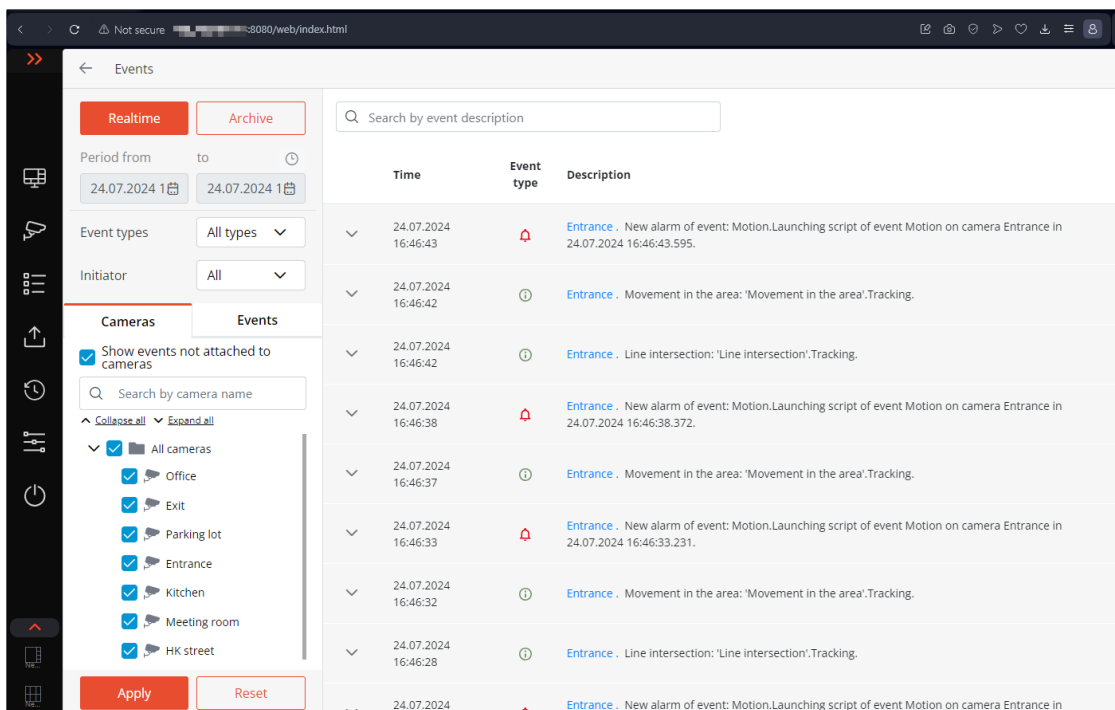 Not secure :8080/web/index.html
Events
Realtime Archive
Period from to
24.07.2024 1 24.07.2024 1
Event types All types
Initiator All
Cameras Events
Show events not attached to
cameras
Search by camera name
Collapse all Expand all
All cameras
Office
Exit
Parking lot
Entrance
Kitchen
Meeting room
HK street
Apply Reset
Ne...
Ne...
Search by event description
Time Event
type Description
24.07.2024
16:46:43
Entrance . New alarm of event: Motion.Launching script of event Motion on camera Entrance in
24.07.2024 16:46:43.595.
24.07.2024
16:46:42
Entrance . Movement in the area: 'Movement in the area'.Tracking.
24.07.2024
16:46:42
Entrance . Line intersection: 'Line intersection'.Tracking.
24.07.2024
16:46:38
Entrance . New alarm of event: Motion.Launching script of event Motion on camera Entrance in
24.07.2024 16:46:38.372.
24.07.2024
16:46:37
Entrance . Movement in the area: 'Movement in the area'.Tracking.
24.07.2024
16:46:33
Entrance . New alarm of event: Motion.Launching script of event Motion on camera Entrance in
24.07.2024 16:46:33.231.
24.07.2024
16:46:32
Entrance . Movement in the area: 'Movement in the area'.Tracking.
24.07.2024
16:46:28
Entrance . Line intersection: 'Line intersection'.Tracking.
24.07.2024
Entrance . New alarm of event: Motion.Launching script of event Motion on camera Entrance in